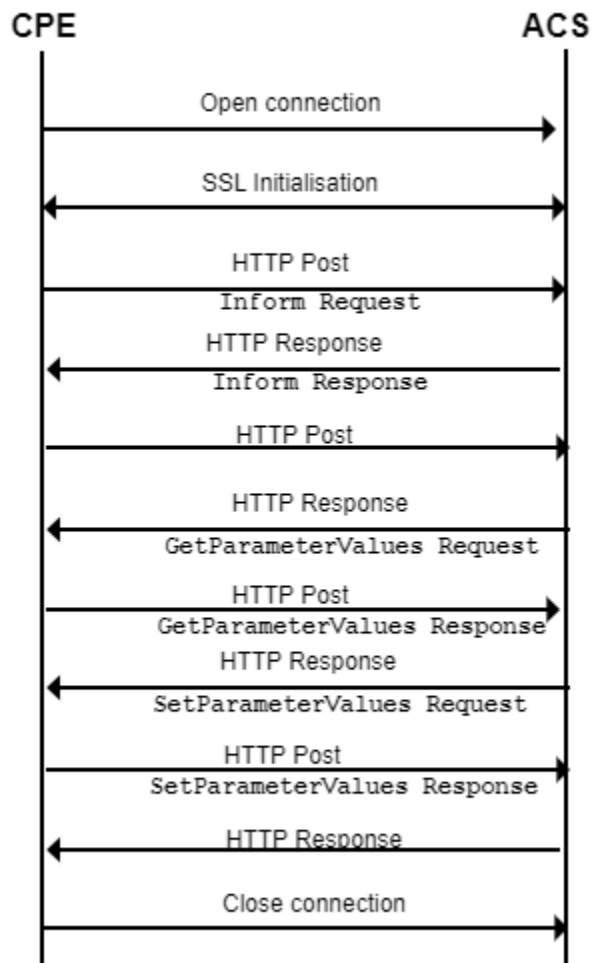 CPE ACS
Open connection
SSL Initialisation
HTTP Post
Inform Request
HTTP Response
Inform Response
HTTP Post
HTTP Response
GetParameterValues Request
HTTP Post
GetParameterValues Response
HTTP Response
SetParameterValues Request
HTTP Post
SetParameterValues Response
HTTP Response
Close connection